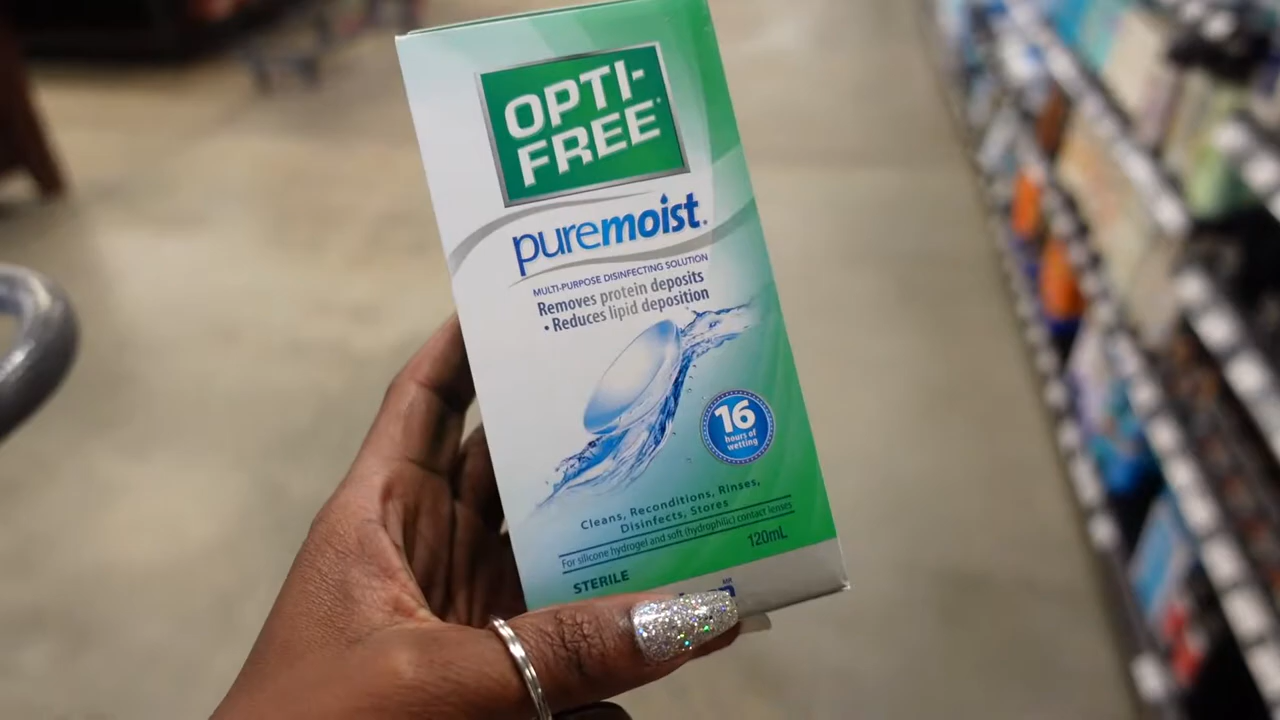 OPTI-
FREE
puremoist.
MULTI-PURPOSE DISINFECTING SOLUTION
Removes protein deposits
• Reduces lipid deposition
16
hours of
wetting
Cleans, Reconditions, Rinses,
Disinfects, Stores
For silicone hydrogel and soft (hydrophilic) contact lenses
120mL
STERILE